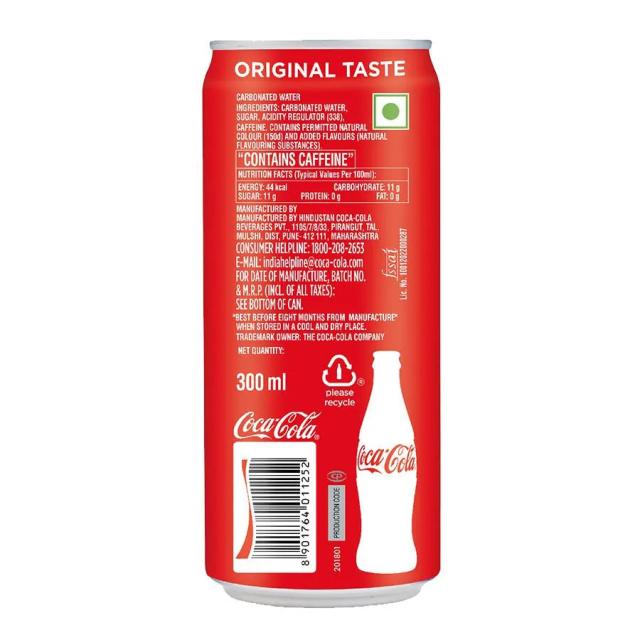 ORIGINAL TASTE
CARBONATED WATER
INGREDIENTS: CARBONATED WATER,
SUGAR, ACIDITY REGULATOR (338),
CAFFEINE. CONTAINS PERMITTED NATURAL
COLOUR (150d) AND ADDED FLAVOURS (NATURAL
FLAVOURING SUBSTANCES).
"CONTAINS CAFFEINE"
NUTRITION FACTS (Typical Values Per 100ml):
ENERGY: 44 kcal CARBOHYDRATE: 11 g
SUGAR: 11 g PROTEIN: 0 g FAT: 0 g
MANUFACTURED BY
MANUFACTURED BY HINDUSTAN COCA-COLA
BEVERAGES PVT., 1105/7/8/33, PIRANGUT, TAL.
MULSHI, DIST, PUNE- 412 111, MAHARASHTRA
CONSUMER HELPLINE: 1800-208-2653
E-MAIL: indiahelpline@coca-cola.com
FOR DATE OF MANUFACTURE, BATCH NO.
& M.R.P. (INCL. OF ALL TAXES):
SEE BOTTOM OF CAN.
"BEST BEFORE EIGHT MONTHS FROM MANUFACTURE"
WHEN STORED IN A COOL AND DRY PLACE.
TRADEMARK OWNER: THE COCA-COLA COMPANY
fssai
Lic. No.
NET QUANTITY:
300 ml
please
recycle
Coca-Cola
Coca-Cola
8 901764 011252
PRODUCTION CODE
201801